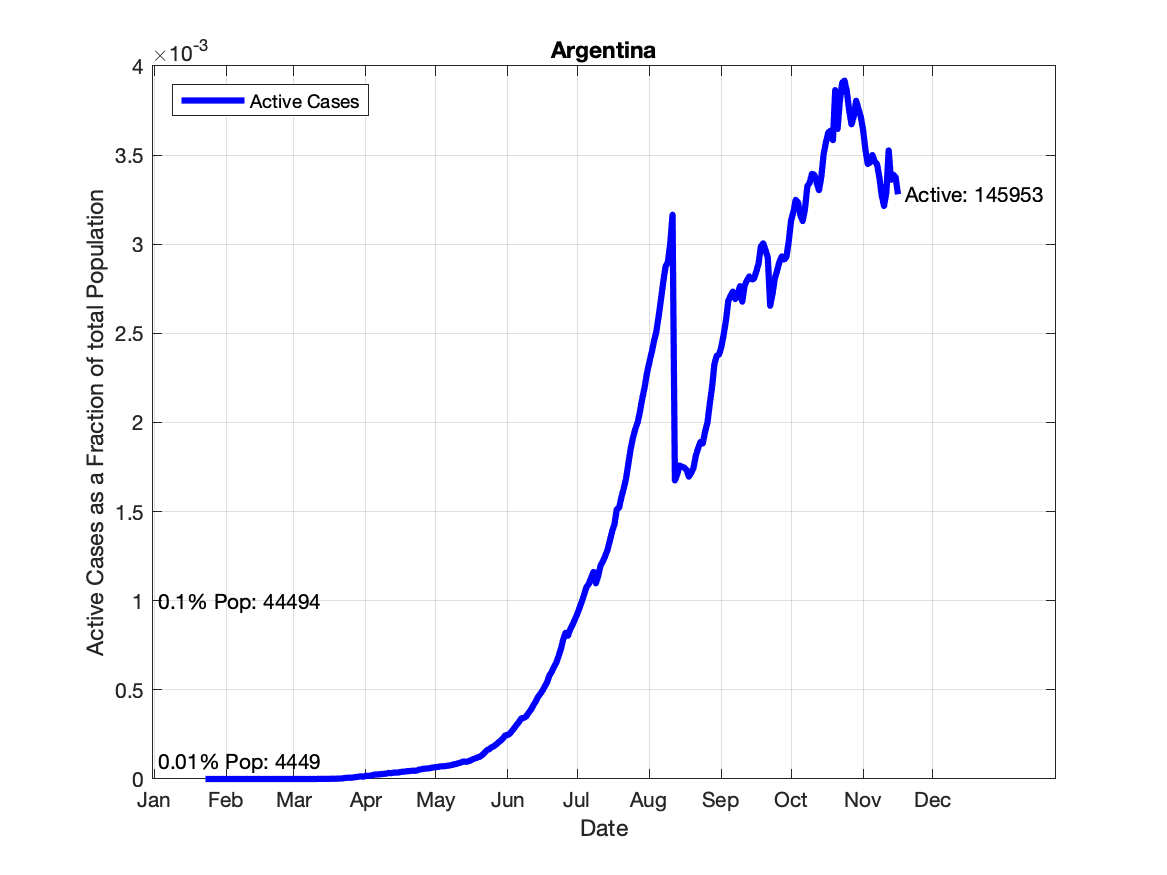 Argentina
×10-3
4
3.5
3
2.5
2
1.5
1
0.5
0
Active Cases as a Fraction of total Population
Active Cases
Active: 145953
0.1% Pop: 44494
0.01% Pop: 4449
Jan Feb Mar Apr May Jun Jul Aug Sep Oct Nov Dec
Date